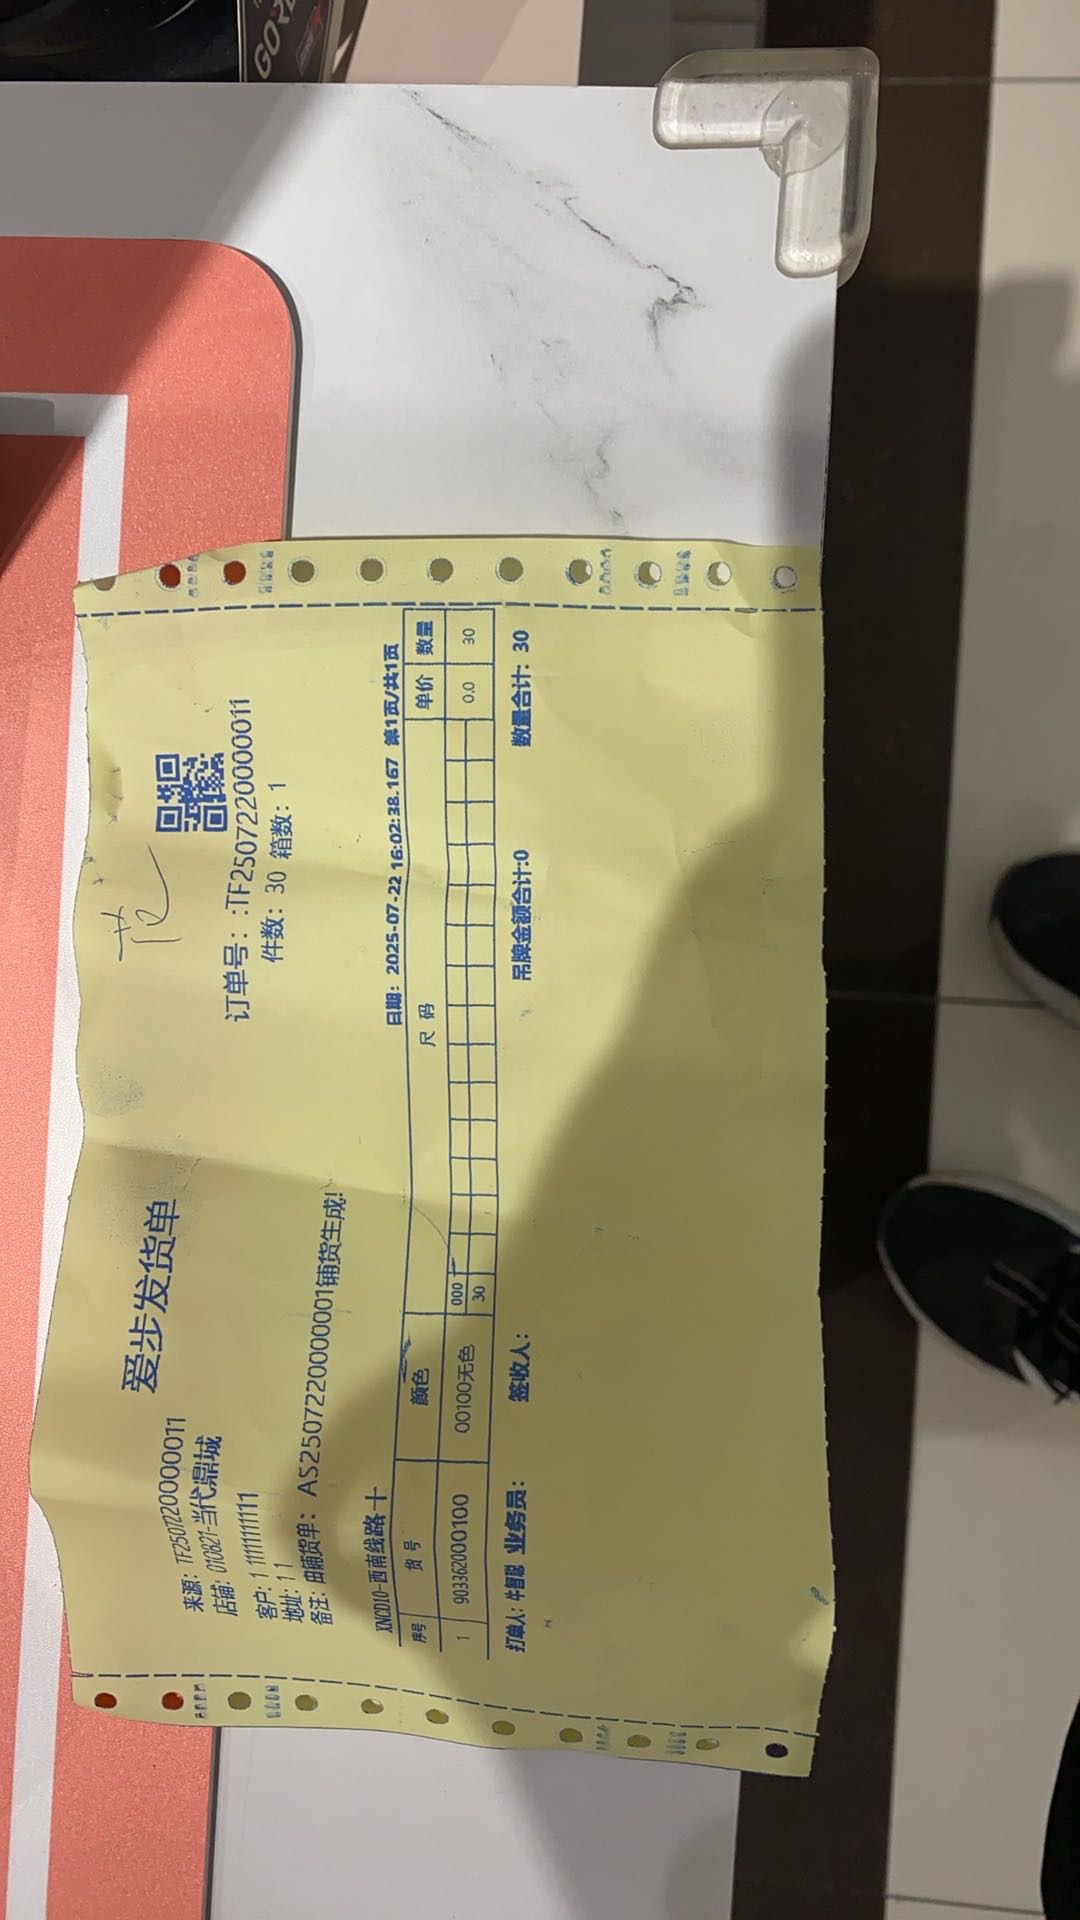 爱步发货单
范
来源: TF250722000011
店铺: 010821-当代鼎城
订单号: :TF250722000011
客户: 1 11111111111
件数: 30 箱数: 1
地址: 1 1
备注: 由铺货单: AS250722000001铺货生成!
XNCD10-西南线路十
日期: 2025-07-22 16:02:38.167 第1页/共1页
序号 货号 颜色 尺码 单价 数量
000
1 903362000100 00100无色 30 0.0 30
打单人: 牛智聪 业务员: 签收人: 吊牌金额合计:0 数量合计: 30